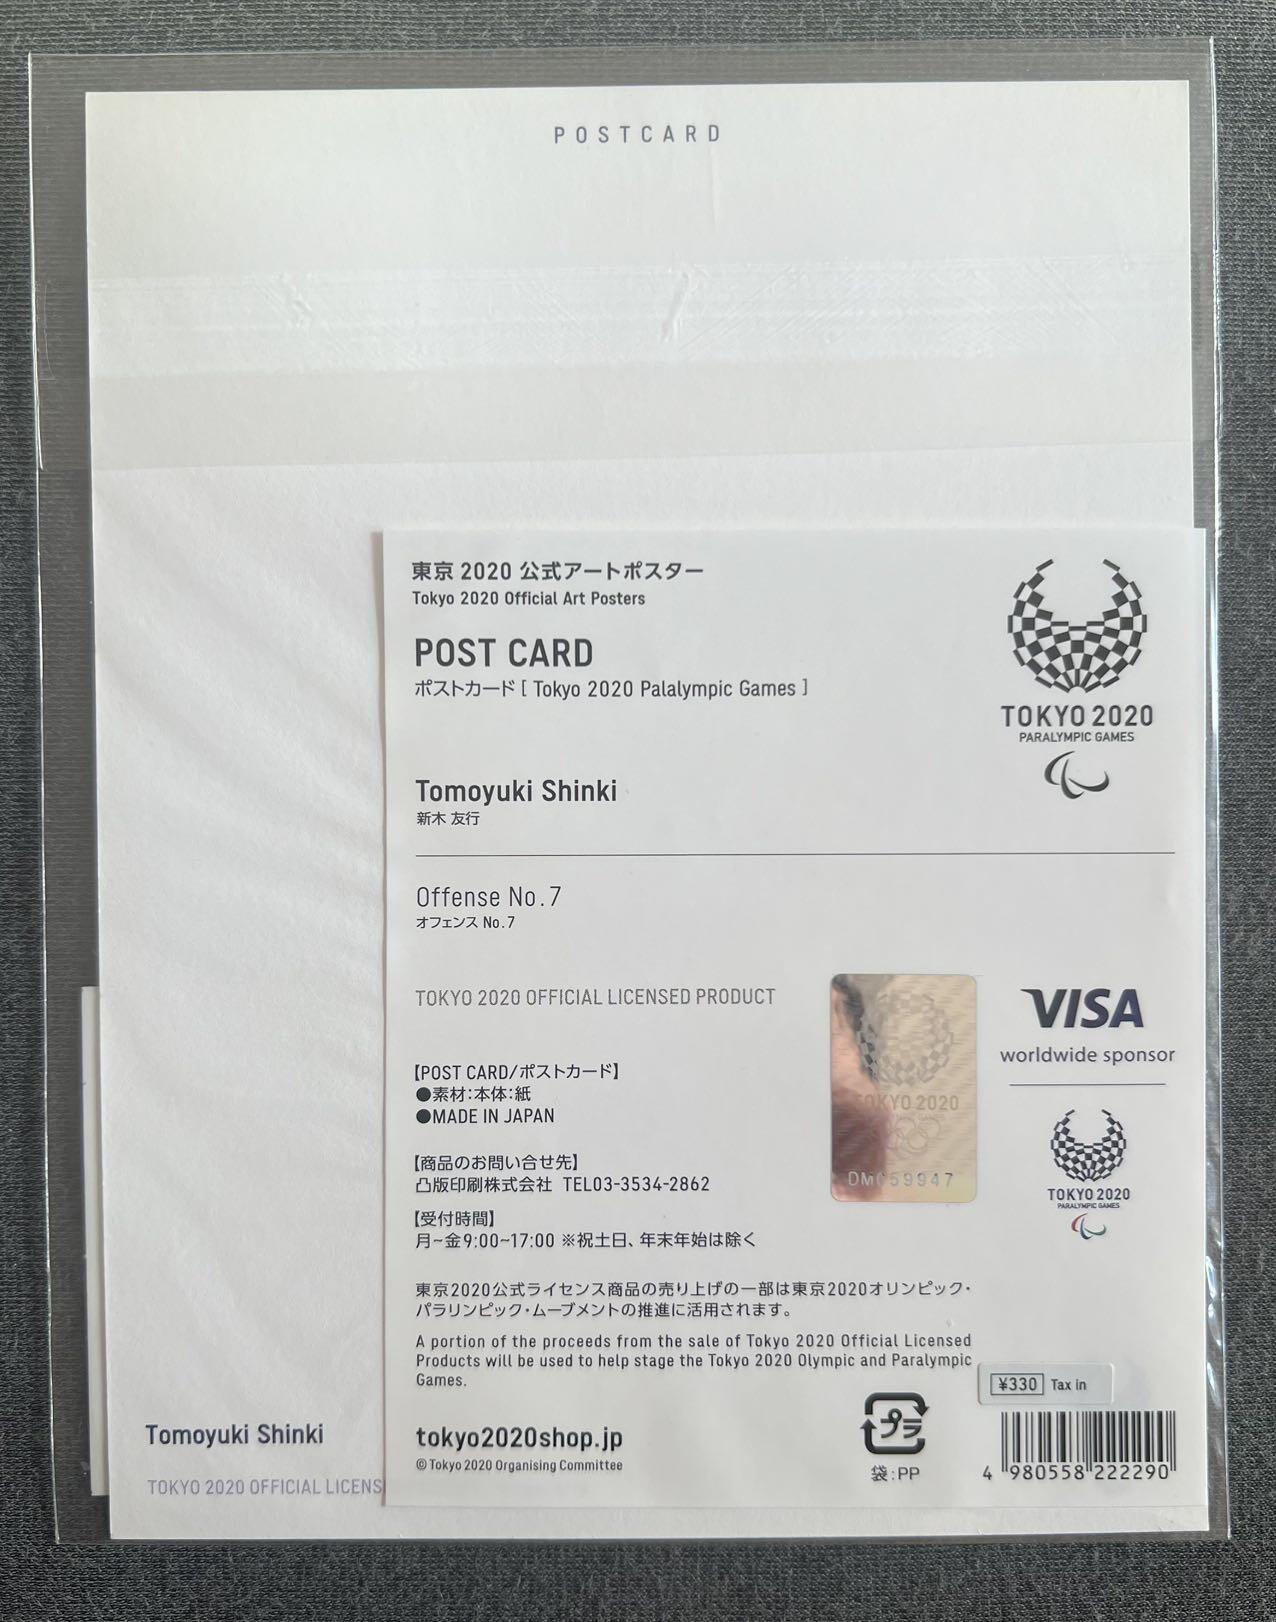 POSTCARD
東京 2020 公式アートポスター
Tokyo 2020 Official Art Posters
POST CARD
ポストカード [ Tokyo 2020 Palalympic Games ]
TOKYO 2020
PARALYMPIC GAMES
Tomoyuki Shinki
新木 友行
Offense No.7
オフェンス No.7
TOKYO 2020 OFFICIAL LICENSED PRODUCT
【POST CARD/ポストカード】
●素材:本体:紙
●MADE IN JAPAN
【商品のお問い合せ先】
凸版印刷株式会社 TEL03-3534-2862
【受付時間】
月~金9:00~17:00 ※祝土日、年末年始は除く
TOKYO 2020
DM059947
VISA
worldwide sponsor
TOKYO 2020
PARALYMPIC GAMES
東京2020公式ライセンス商品の売り上げの一部は東京2020オリンピック・
パラリンピック・ムーブメントの推進に活用されます。
A portion of the proceeds from the sale of Tokyo 2020 Official Licensed
Products will be used to help stage the Tokyo 2020 Olympic and Paralympic
Games.
¥330 Tax in
tokyo2020shop.jp
© Tokyo 2020 Organising Committee
プラ
袋:PP
4 980558 222290
Tomoyuki Shinki
TOKYO 2020 OFFICIAL LICENS